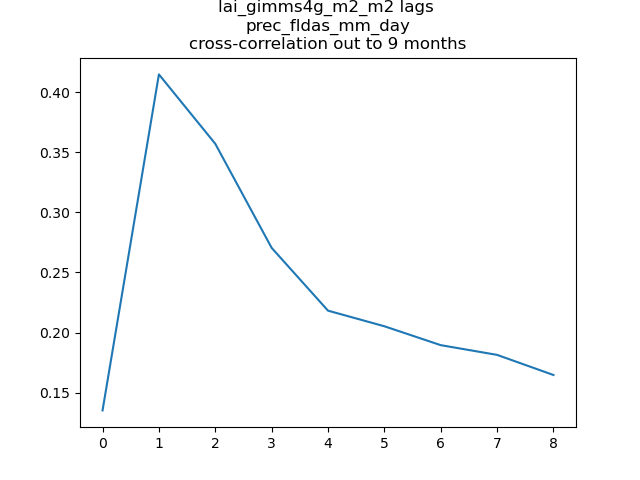 lai_gimms4g_m2_m2 lags
prec_fldas_mm_day
cross-correlation out to 9 months
0.40
0.35
0.30
0.25
0.20
0.15
0 1 2 3 4 5 6 7 8